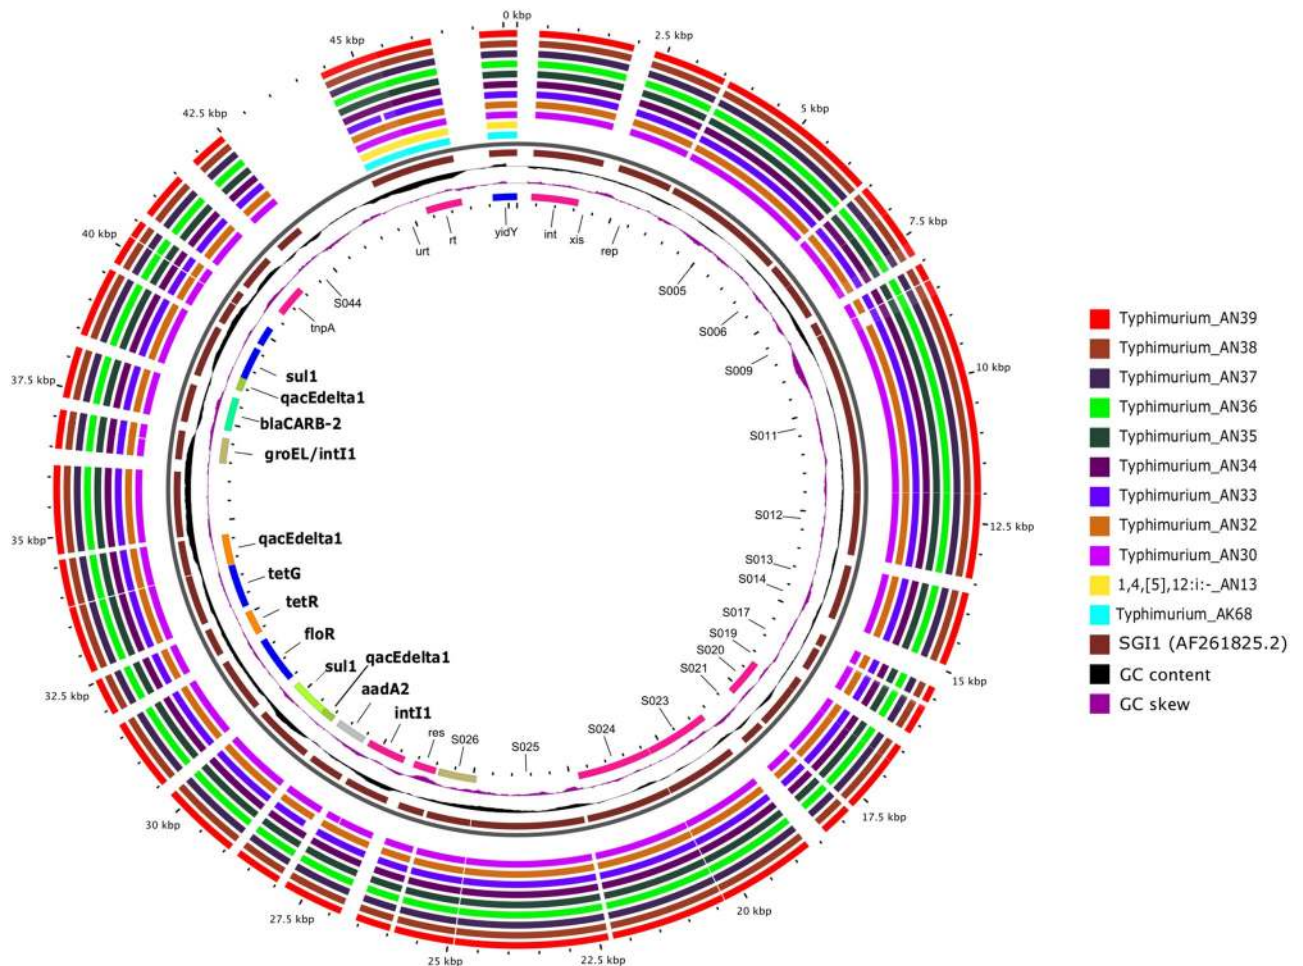 0 kbp
2.5 kbp
5 kbp
7.5 kbp
10 kbp
12.5 kbp
15 kbp
17.5 kbp
20 kbp
22.5 kbp
25 kbp
27.5 kbp
30 kbp
32.5 kbp
35 kbp
37.5 kbp
40 kbp
42.5 kbp
45 kbp
yidY
int
xis
rep
S005
S006
S009
S011
S012
S013
S014
S017
S019
S020
S021
S023
S024
S025
S026
res
intI1
aadA2
qacEdelta1
sul1
floR
tetR
tetG
qacEdelta1
groEL/intI1
blaCARB-2
qacEdelta1
sul1
tnpA
S044
urt
rt
Typhimurium_AN39
Typhimurium_AN38
Typhimurium_AN37
Typhimurium_AN36
Typhimurium_AN35
Typhimurium_AN34
Typhimurium_AN33
Typhimurium_AN32
Typhimurium_AN30
1,4,[5],12:i:-_AN13
Typhimurium_AK68
SGI1 (AF261825.2)
GC content
GC skew